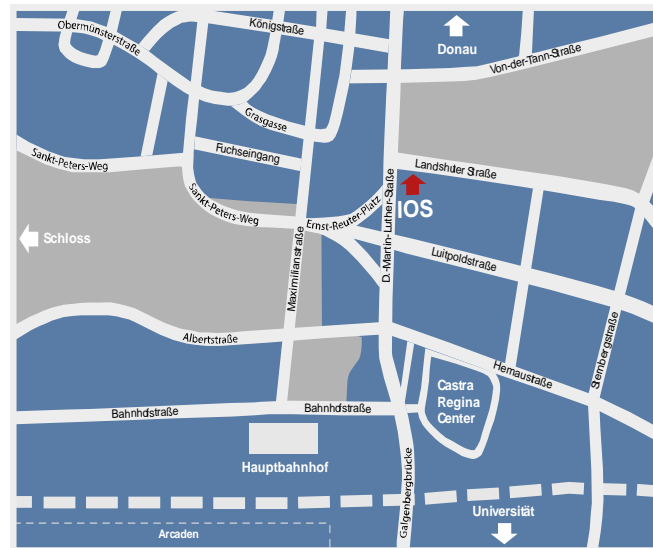 Königstraße
Obermünsterstraße
Donau
Von-der-Tann-Straße
Grasgasse
Fuchseingang
Sankt-Peters-Weg
Landshuter Straße
IOS
Sankt-Peters-Weg
Ernst-Reuter-Platz
D.-Martin-Luther-Staße
Schloss
Luitpoldstraße
Maximilianstraße
Albertstraße
Hemaustraße
Sternbergstraße
Castra
Regina
Center
Bahnhofstraße
Bahnhofstraße
Hauptbahnhof
Galgenbergbrücke
Universität
Arcaden